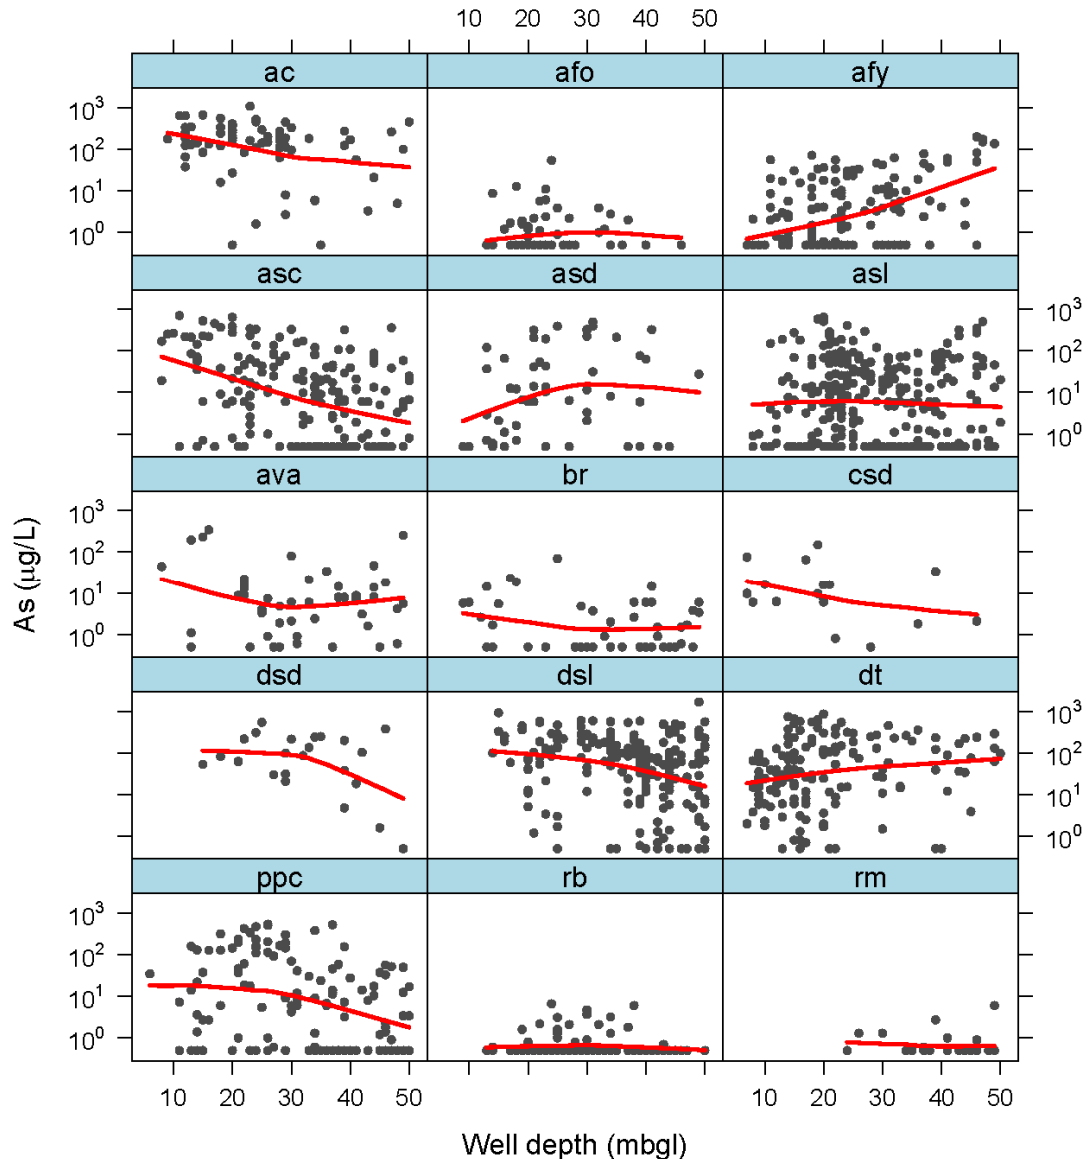 10 20 30 40 50
ac afo afy
10³
10²
10¹
10⁰
asc asd asl
10³
10²
10¹
10⁰
ava br csd
10³
10²
10¹
10⁰
dsd dsl dt
10³
10²
10¹
10⁰
ppc rb rm
10³
10²
10¹
10⁰
10 20 30 40 50 10 20 30 40 50
As (µg/L)
Well depth (mbgl)